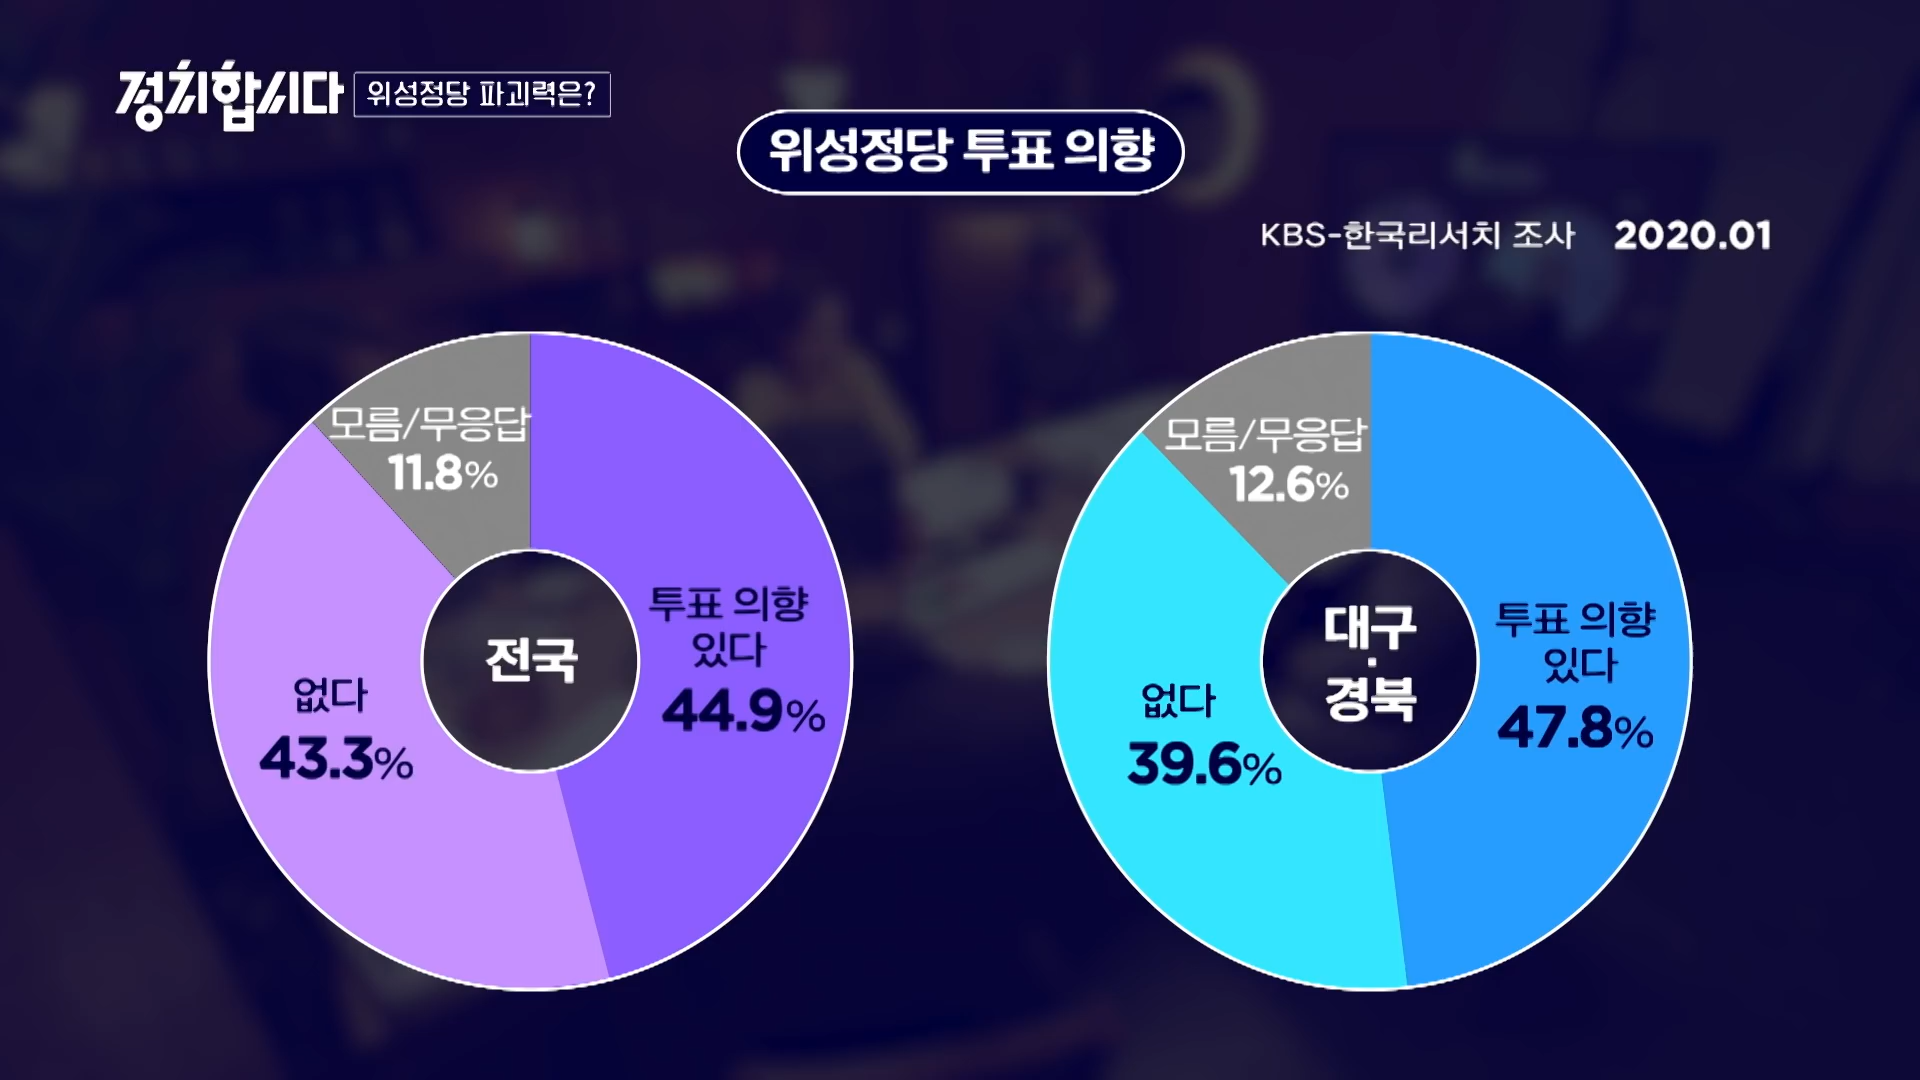 정치합시다 위성정당 파괴력은?
위성정당 투표 의향
KBS-한국리서치 조사 2020.01
모름/무응답
11.8%
투표 의향
있다
44.9%
없다
43.3%
전국
모름/무응답
12.6%
투표 의향
있다
47.8%
없다
39.6%
대구
·
경북